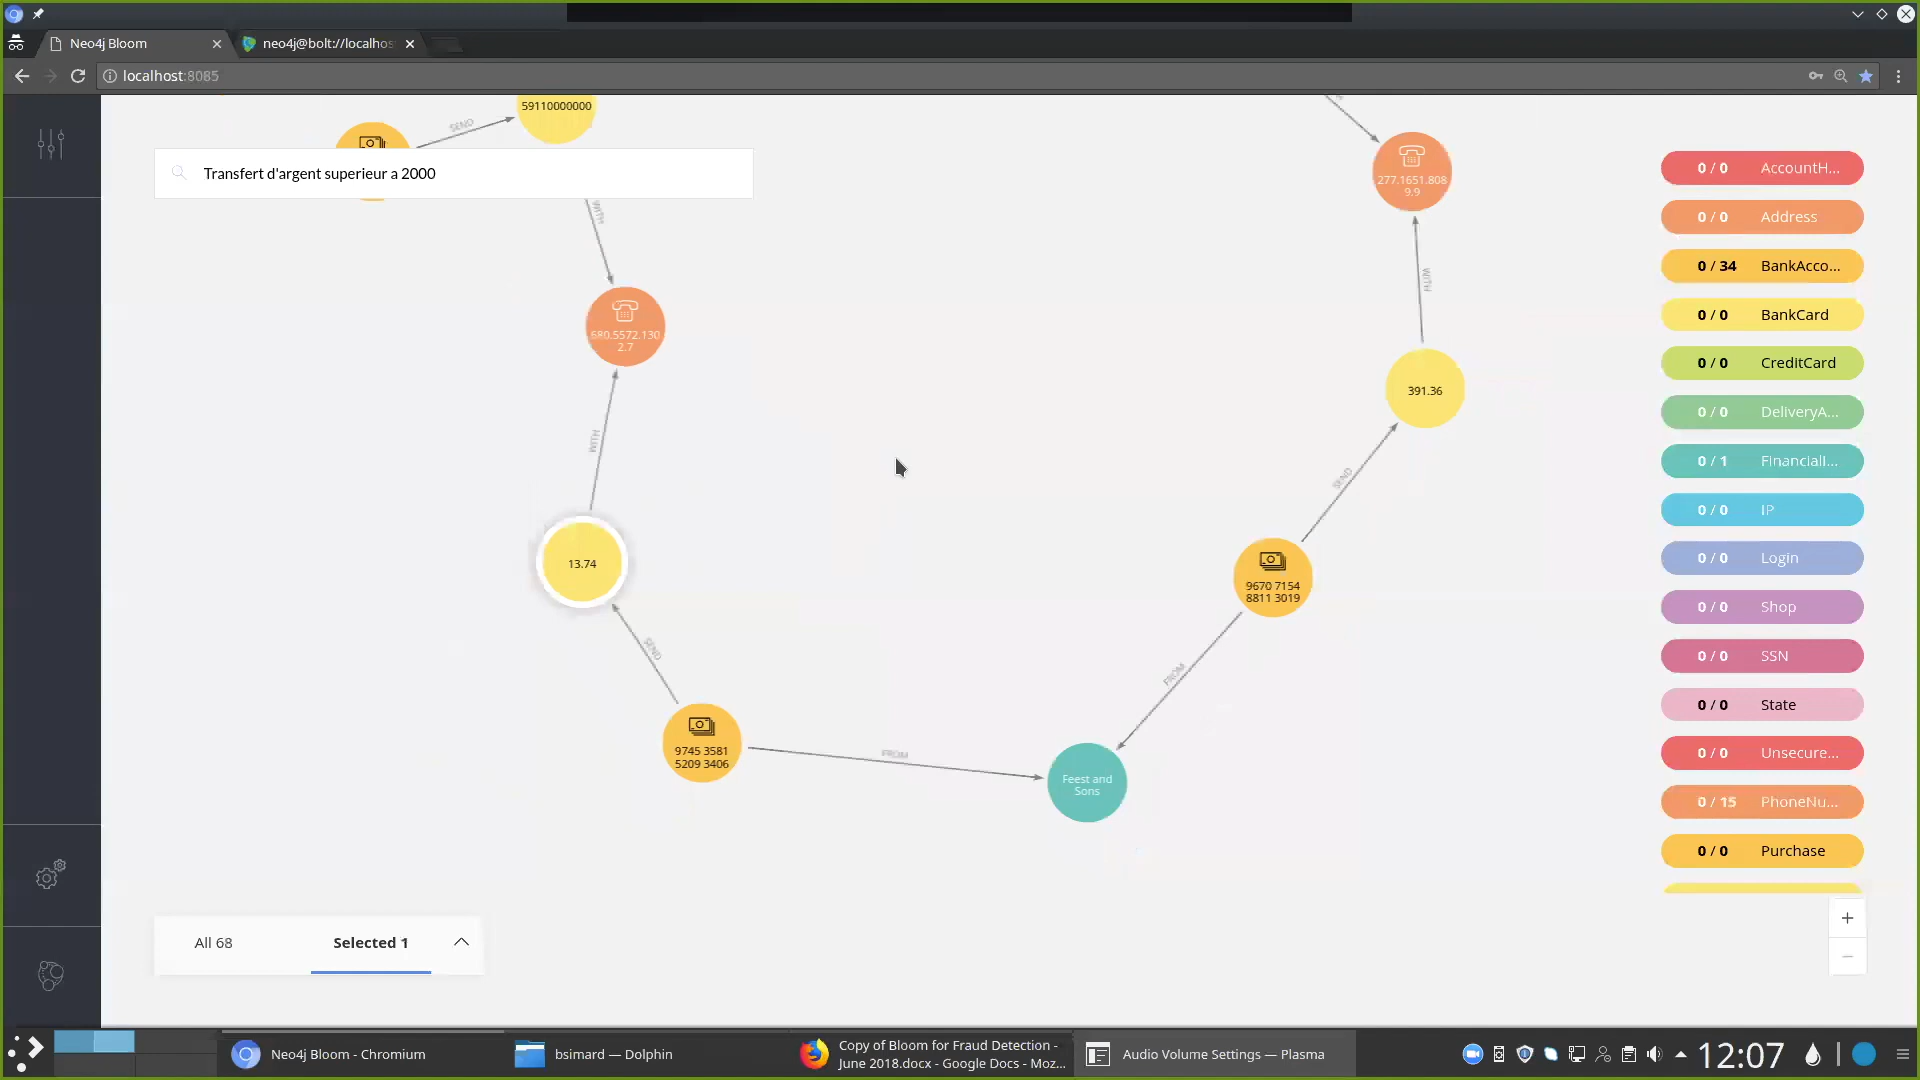 Neo4j Bloom
neo4j@bolt://localhos
localhost:8085
59110000000
SEND
Transfert d'argent superieur a 2000
WITH
277.1651.808
9.9
680.5572.130
2.7
WITH
391.36
WITH
SEND
13.74
9670 7154
8811 3019
SEND
FROM
9745 3581
5209 3406
FROM
Feest and
Sons
0 / 0 AccountH...
0 / 0 Address
0 / 34 BankAcco...
0 / 0 BankCard
0 / 0 CreditCard
0 / 0 DeliveryA...
0 / 1 FinancialI...
0 / 0 IP
0 / 0 Login
0 / 0 Shop
0 / 0 SSN
0 / 0 State
0 / 0 Unsecure...
0 / 15 PhoneNu...
0 / 0 Purchase
All 68
Selected 1
Neo4j Bloom - Chromium
bsimard — Dolphin
Copy of Bloom for Fraud Detection -
June 2018.docx - Google Docs - Moz...
Audio Volume Settings — Plasma
12:07